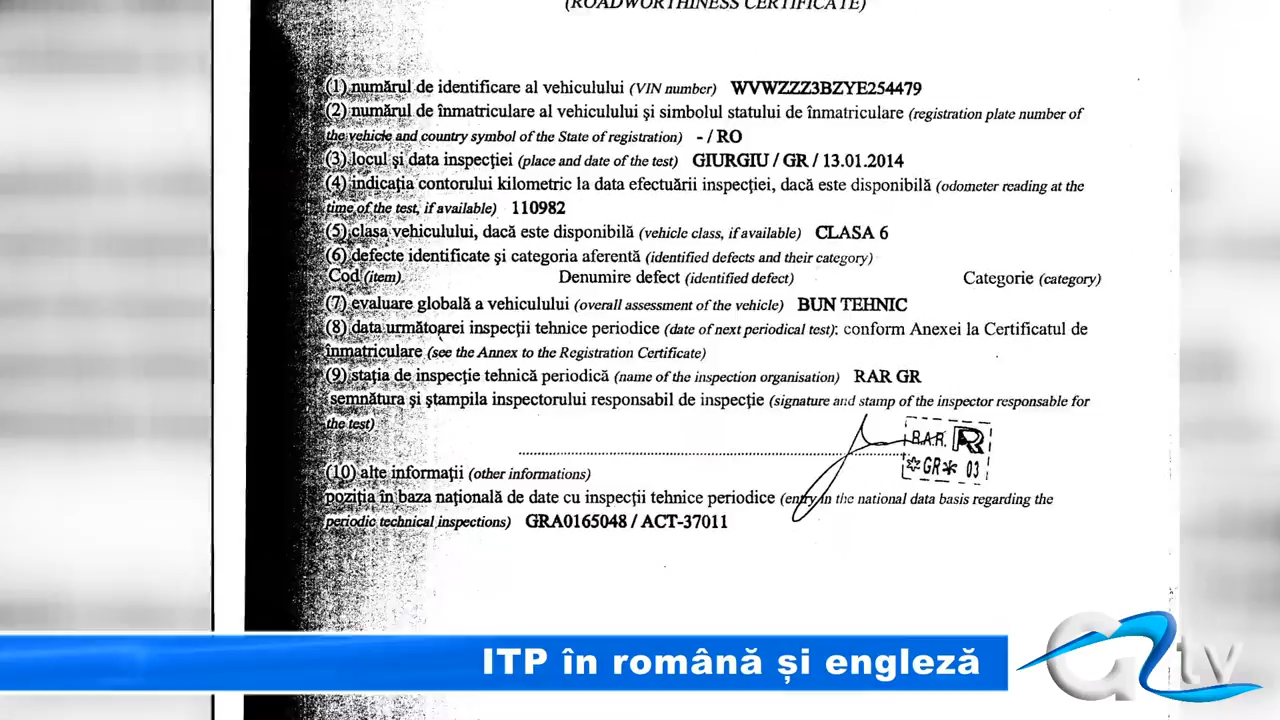 (ROADWORTHINESS CERTIFICATE)
(1) numărul de identificare al vehiculului (VIN number) WVWZZZ3BZYE254479
(2) numărul de înmatriculare al vehiculului şi simbolul statului de înmatriculare (registration plate number of
the vehicle and country symbol of the State of registration) - / RO
(3) locul şi data inspecţiei (place and date of the test) GIURGIU / GR / 13.01.2014
(4) indicaţia contorului kilometric la data efectuării inspecţiei, dacă este disponibilă (odometer reading at the
time of the test, if available) 110982
(5) clasa vehiculului, dacă este disponibilă (vehicle class, if available) CLASA 6
(6) defecte identificate şi categoria aferentă (identified defects and their category)
Cod (item) Denumire defect (identified defect) Categorie (category)
(7) evaluare globală a vehiculului (overall assessment of the vehicle) BUN TEHNIC
(8) data următoarei inspecţii tehnice periodice (date of next periodical test): conform Anexei la Certificatul de
înmatriculare (see the Annex to the Registration Certificate)
(9) staţia de inspecţie tehnică periodică (name of the inspection organisation) RAR GR
semnătura şi ştampila inspectorului responsabil de inspecţie (signature and stamp of the inspector responsable for
the test)
R.A.R. R
*GR* 03
(10) alte informaţii (other informations)
poziţia în baza naţională de date cu inspecţii tehnice periodice (entry in the national data basis regarding the
periodic technical inspections) GRA0165048 / ACT-37011
ITP în română și engleză
a2tv